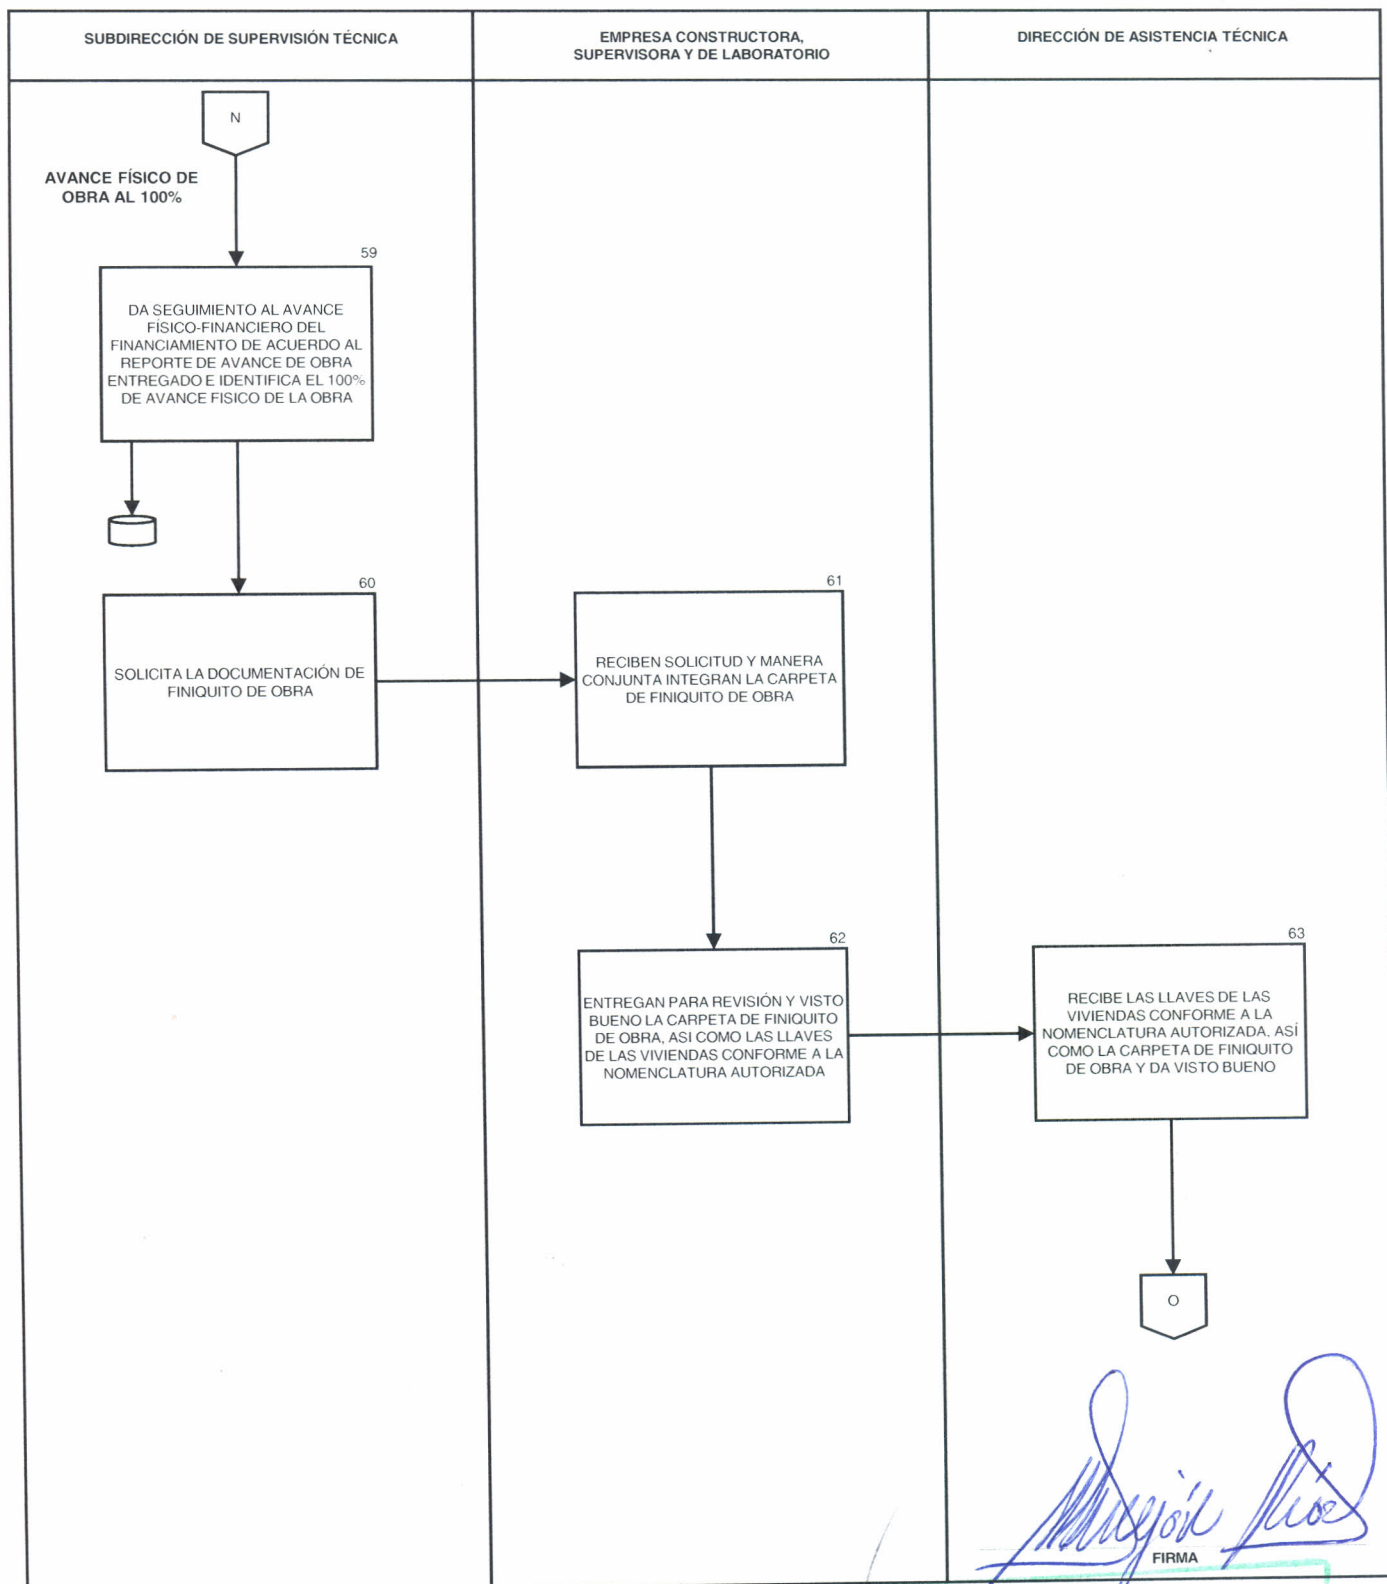 SUBDIRECCIÓN DE SUPERVISIÓN TÉCNICA
EMPRESA CONSTRUCTORA,
SUPERVISORA Y DE LABORATORIO
DIRECCIÓN DE ASISTENCIA TÉCNICA
N
AVANCE FÍSICO DE
OBRA AL 100%
59
DA SEGUIMIENTO AL AVANCE
FÍSICO-FINANCIERO DEL
FINANCIAMIENTO DE ACUERDO AL
REPORTE DE AVANCE DE OBRA
ENTREGADO E IDENTIFICA EL 100%
DE AVANCE FISICO DE LA OBRA
60
SOLICITA LA DOCUMENTACIÓN DE
FINIQUITO DE OBRA
61
RECIBEN SOLICITUD Y MANERA
CONJUNTA INTEGRAN LA CARPETA
DE FINIQUITO DE OBRA
62
ENTREGAN PARA REVISIÓN Y VISTO
BUENO LA CARPETA DE FINIQUITO
DE OBRA, ASI COMO LAS LLAVES
DE LAS VIVIENDAS CONFORME A LA
NOMENCLATURA AUTORIZADA
63
RECIBE LAS LLAVES DE LAS
VIVIENDAS CONFORME A LA
NOMENCLATURA AUTORIZADA, ASÍ
COMO LA CARPETA DE FINIQUITO
DE OBRA Y DA VISTO BUENO
O
FIRMA